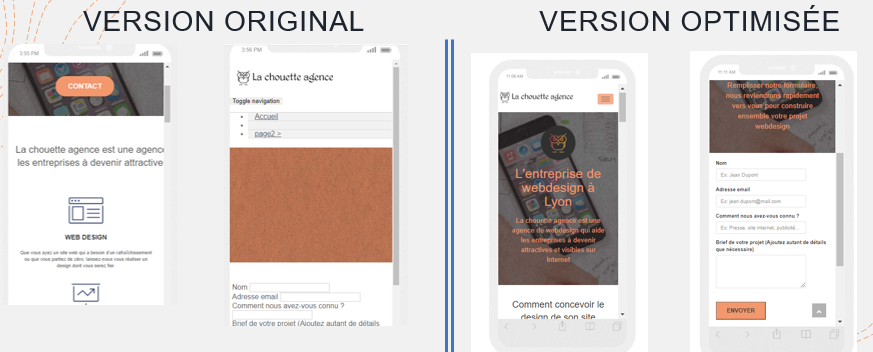 VERSION ORIGINAL
VERSION OPTIMISÉE
3:55 PM
CONTACT
La chouette agence est une agenc
les entreprises à devenir attractive
WEB DESIGN
Que vous ayez un site web qui a besoin d'un rafraîchissement
ou que vous partiez de zéro, laissez-nous vous réaliser un
design dont vous serez fier.
3:56 PM
La chouette agence
Toggle navigation
Accueil
page2 >
Nom
Adresse email
Comment nous avez-vous connu ?
Brief de votre projet (Ajoutez autant de détails
11:08 AM
La chouette agence
L'entreprise de
webdesign à
Lyon
La chouette agence est une
agence de webdesign qui aide
les entreprises à devenir
attractives et visibles sur
Internet
Comment concevoir le
design de son site
11:11 AM
Remplisser notre formulaire,
nous reviendrons rapidement
vers vous pour construire
ensemble votre projet
webdesign
Nom
Ex: Jean Dupont
Adresse email
Ex: jean.dupont@mail.com
Comment nous avez-vous connu ?
Ex: Presse, site internet, publicité...
Brief de votre projet (Ajoutez autant de détails
que nécessaire)
ENVOYER